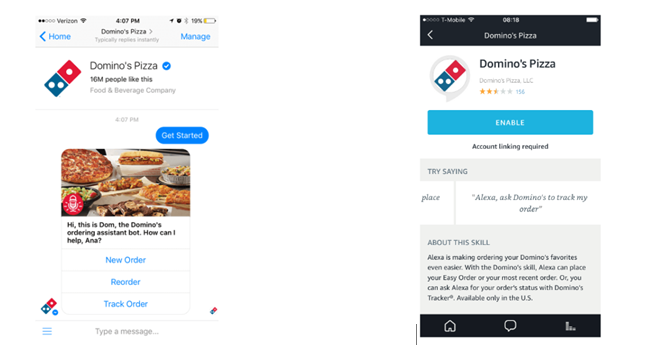 Verizon 4:07 PM 19%
Home Domino's Pizza > Manage
Typically replies instantly
Domino's Pizza
16M people like this
Food & Beverage Company
4:07 PM
Get Started
Hi, this is Dom, the Domino's
ordering assistant bot. How can I
help, Ana?
New Order
Reorder
Track Order
Type a message...
T-Mobile 08:18
Domino's Pizza
Domino's Pizza
Domino's Pizza, LLC
156
ENABLE
Account linking required
TRY SAYING
place
"Alexa, ask Domino's to track my
order"
ABOUT THIS SKILL
Alexa is making ordering your Domino's favorites
even easier. With the Domino's skill, Alexa can place
your Easy Order or your most recent order. Or, you
can ask Alexa for your order's status with Domino's
Tracker®. Available only in the U.S.